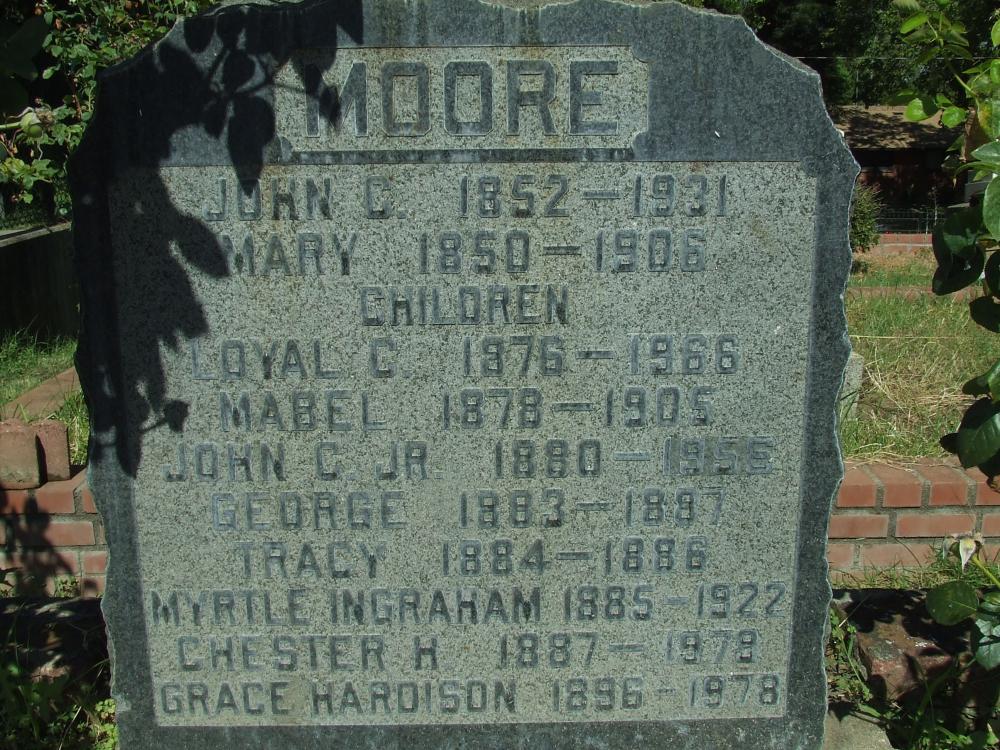 MOORE
JOHN C. 1852 — 1931
MARY 1850 — 1906
CHILDREN
LOYAL C. 1876 — 1966
MABEL 1878 — 1905
JOHN C. JR. 1880 — 1956
GEORGE 1883 — 1887
TRACY 1884 — 1886
MYRTLE INGRAHAM 1885 — 1922
CHESTER H 1887 — 1979
GRACE HARDISON 1896 — 1978